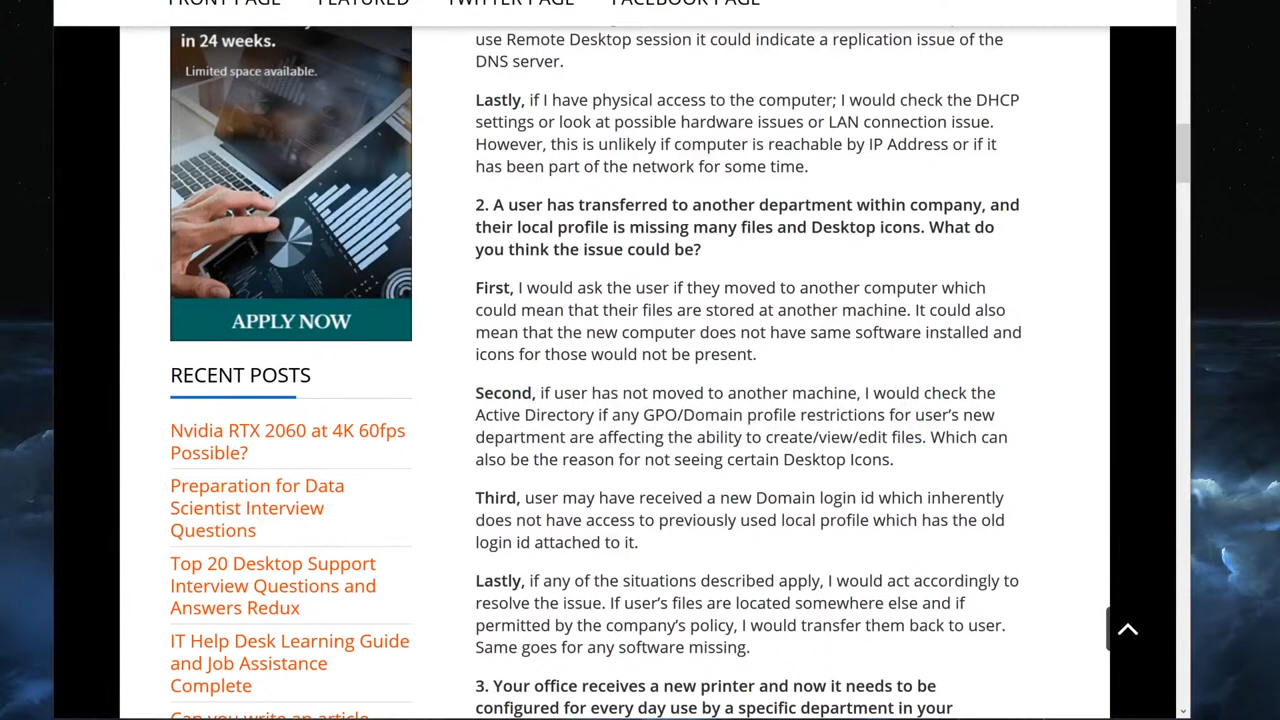 FRONT PAGE FEATURED TWITTER PAGE FACEBOOK PAGE
in 24 weeks.
Limited space available.
APPLY NOW
RECENT POSTS
Nvidia RTX 2060 at 4K 60fps
Possible?
Preparation for Data
Scientist Interview
Questions
Top 20 Desktop Support
Interview Questions and
Answers Redux
IT Help Desk Learning Guide
and Job Assistance
Complete
Can you write an article
use Remote Desktop session it could indicate a replication issue of the
DNS server.
Lastly, if I have physical access to the computer; I would check the DHCP
settings or look at possible hardware issues or LAN connection issue.
However, this is unlikely if computer is reachable by IP Address or if it
has been part of the network for some time.
2. A user has transferred to another department within company, and
their local profile is missing many files and Desktop icons. What do
you think the issue could be?
First, I would ask the user if they moved to another computer which
could mean that their files are stored at another machine. It could also
mean that the new computer does not have same software installed and
icons for those would not be present.
Second, if user has not moved to another machine, I would check the
Active Directory if any GPO/Domain profile restrictions for user’s new
department are affecting the ability to create/view/edit files. Which can
also be the reason for not seeing certain Desktop Icons.
Third, user may have received a new Domain login id which inherently
does not have access to previously used local profile which has the old
login id attached to it.
Lastly, if any of the situations described apply, I would act accordingly to
resolve the issue. If user’s files are located somewhere else and if
permitted by the company’s policy, I would transfer them back to user.
Same goes for any software missing.
3. Your office receives a new printer and now it needs to be
configured for every day use by a specific department in your